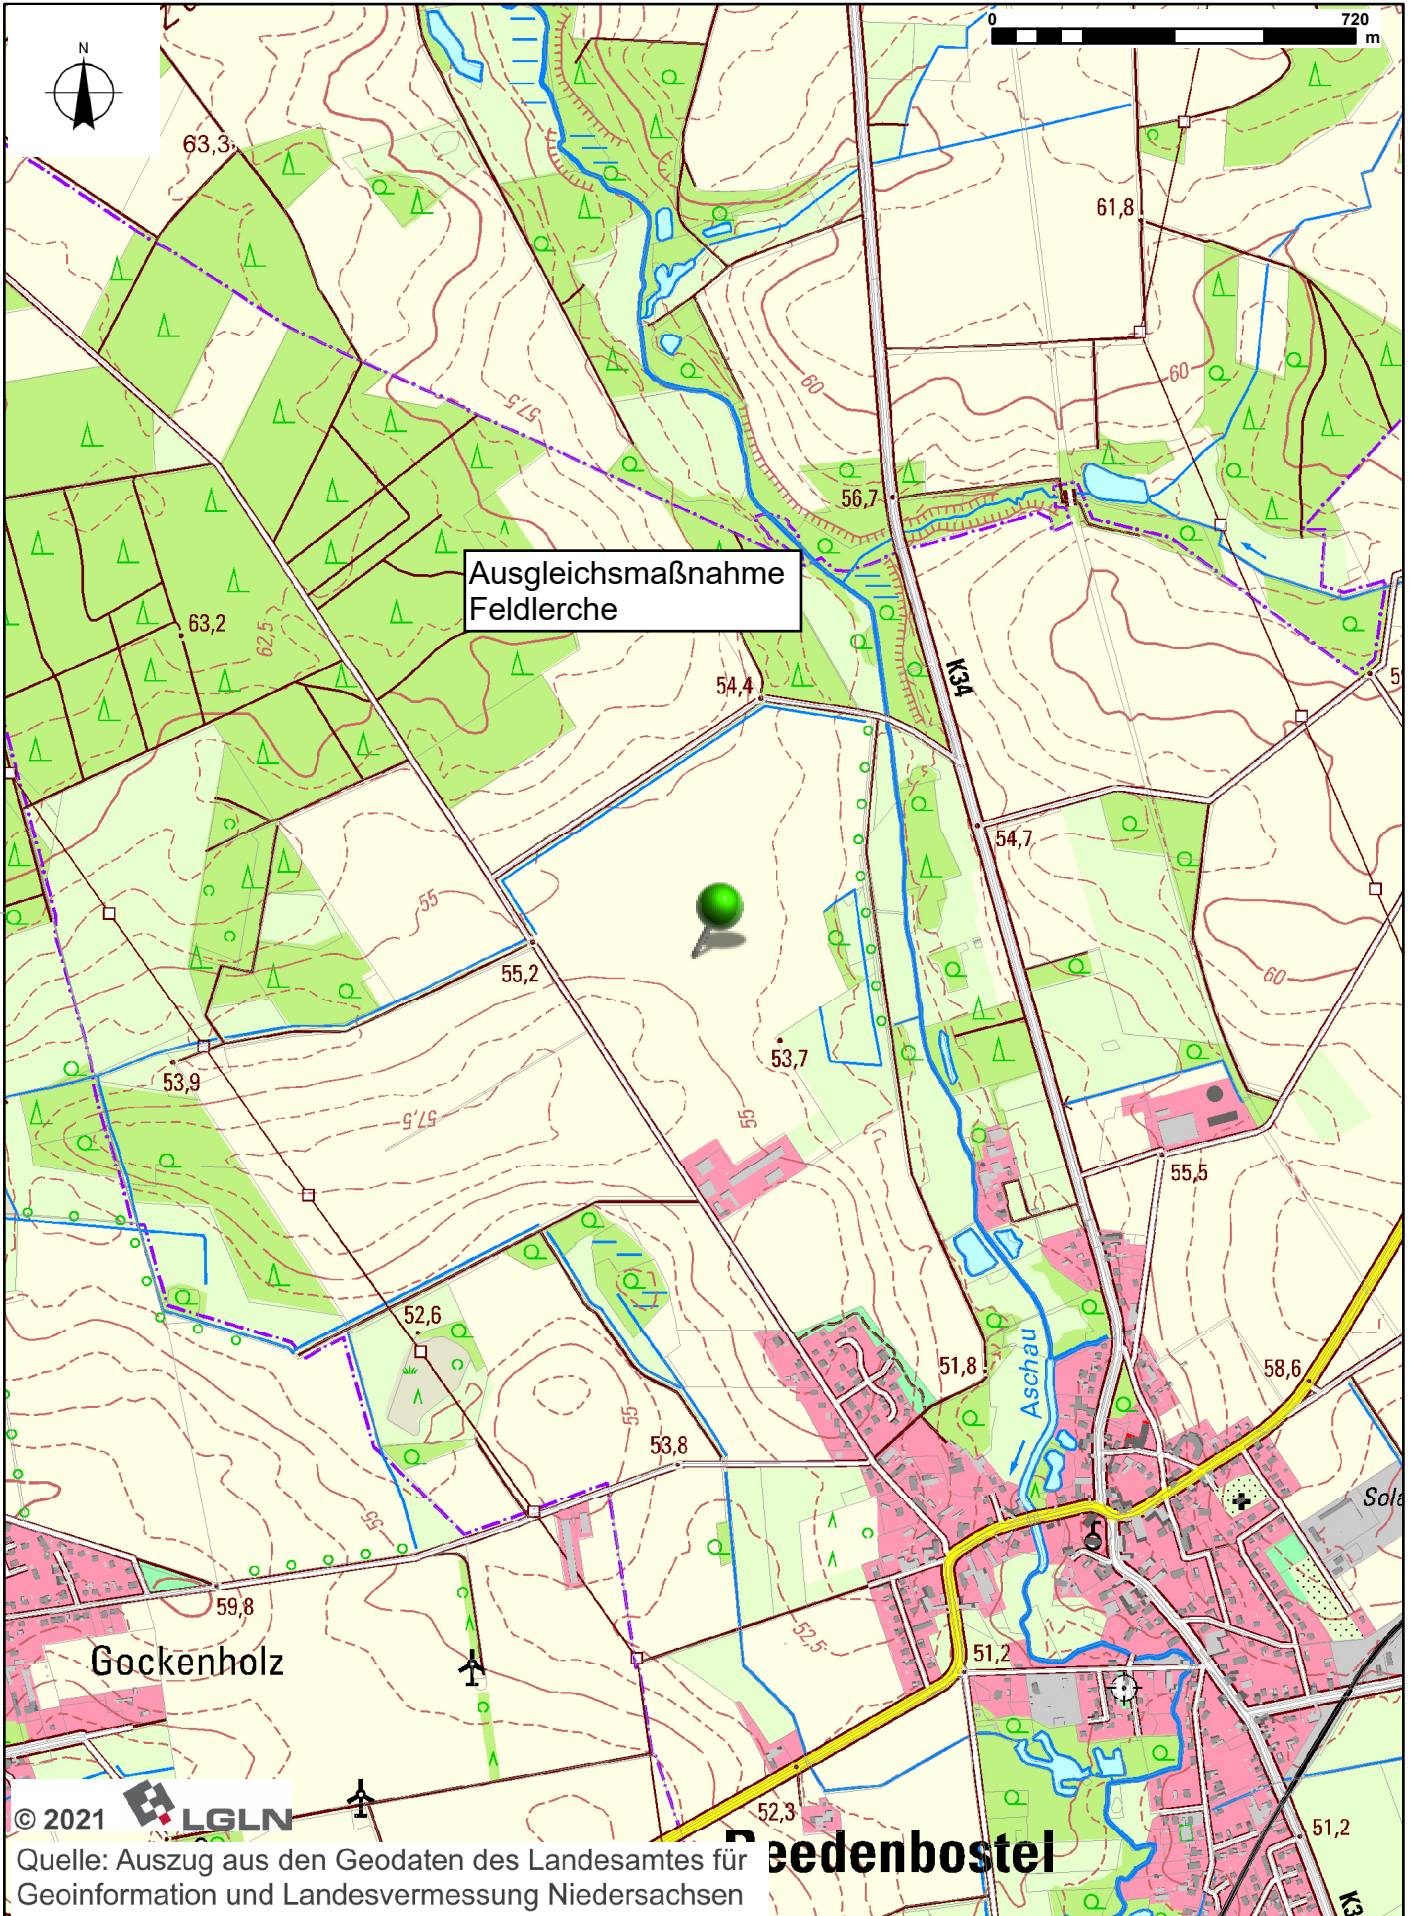 N
0 720
m
63,3
61,8
60
60
57,5
56,7
Ausgleichsmaßnahme
Feldlerche
63,2
62,5
54,4
K34
54,7
55
55,2
60
53,7
53,9
57,5
55
55,5
52,6
Aschau
51,8
58,6
55
53,8
55
59,8
52,5
51,2
Gockenholz
52,3
51,2
© 2021 LGLN
eedenbostel
Quelle: Auszug aus den Geodaten des Landesamtes für
Geoinformation und Landesvermessung Niedersachsen